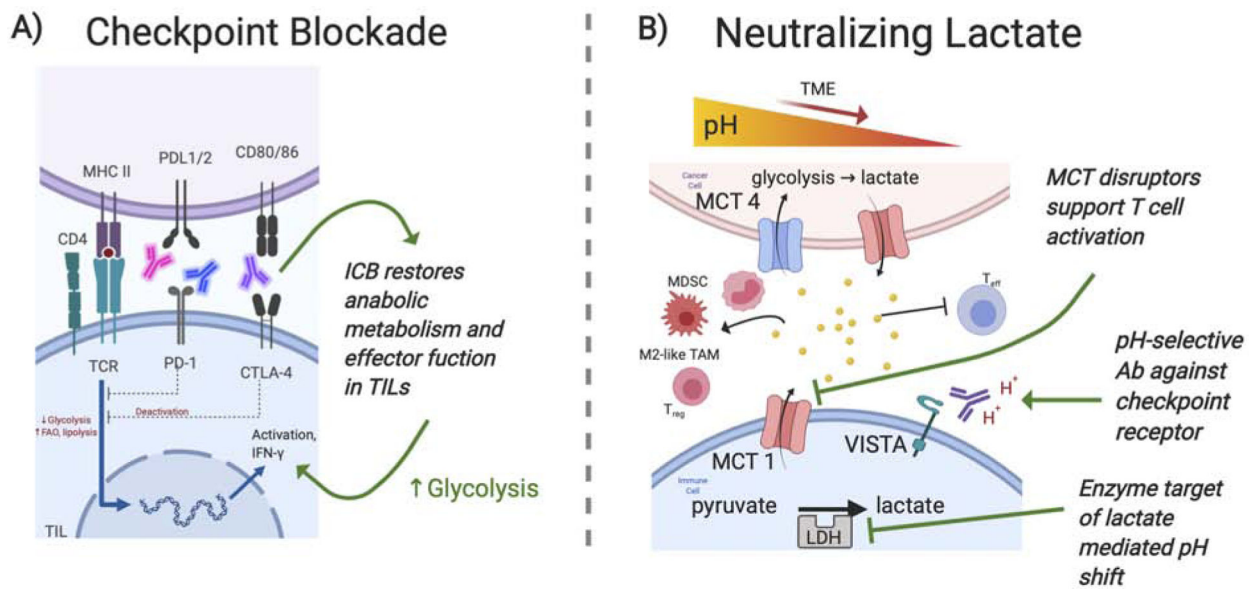 A) Checkpoint Blockade
MHC II
PDL1/2
CD80/86
CD4
TCR
PD-1
CTLA-4
Deactivation
↓Glycolysis
↑FAO, lipolysis
Activation,
IFN-γ
TIL
ICB restores
anabolic
metabolism and
effector fuction
in TILs
↑Glycolysis
B) Neutralizing Lactate
TME
pH
Cancer
Cell
glycolysis → lactate
MCT 4
MDSC
M2-like TAM
Treg
Teff
MCT 1
VISTA
H+
H+
Immune
Cell
pyruvate
lactate
LDH
MCT disruptors
support T cell
activation
pH-selective
Ab against
checkpoint
receptor
Enzyme target
of lactate
mediated pH
shift